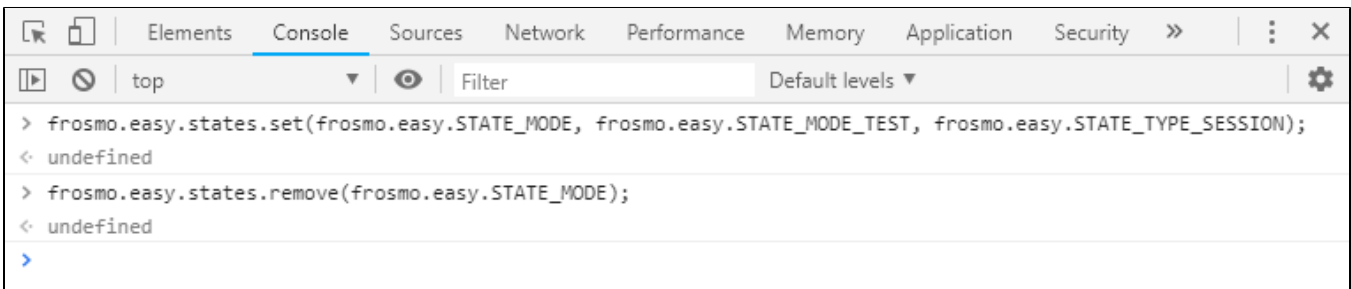 Elements Console Sources Network Performance Memory Application Security »
top ▼ Filter Default levels ▼
> frosmo.easy.states.set(frosmo.easy.STATE_MODE, frosmo.easy.STATE_MODE_TEST, frosmo.easy.STATE_TYPE_SESSION);
undefined
> frosmo.easy.states.remove(frosmo.easy.STATE_MODE);
undefined
>